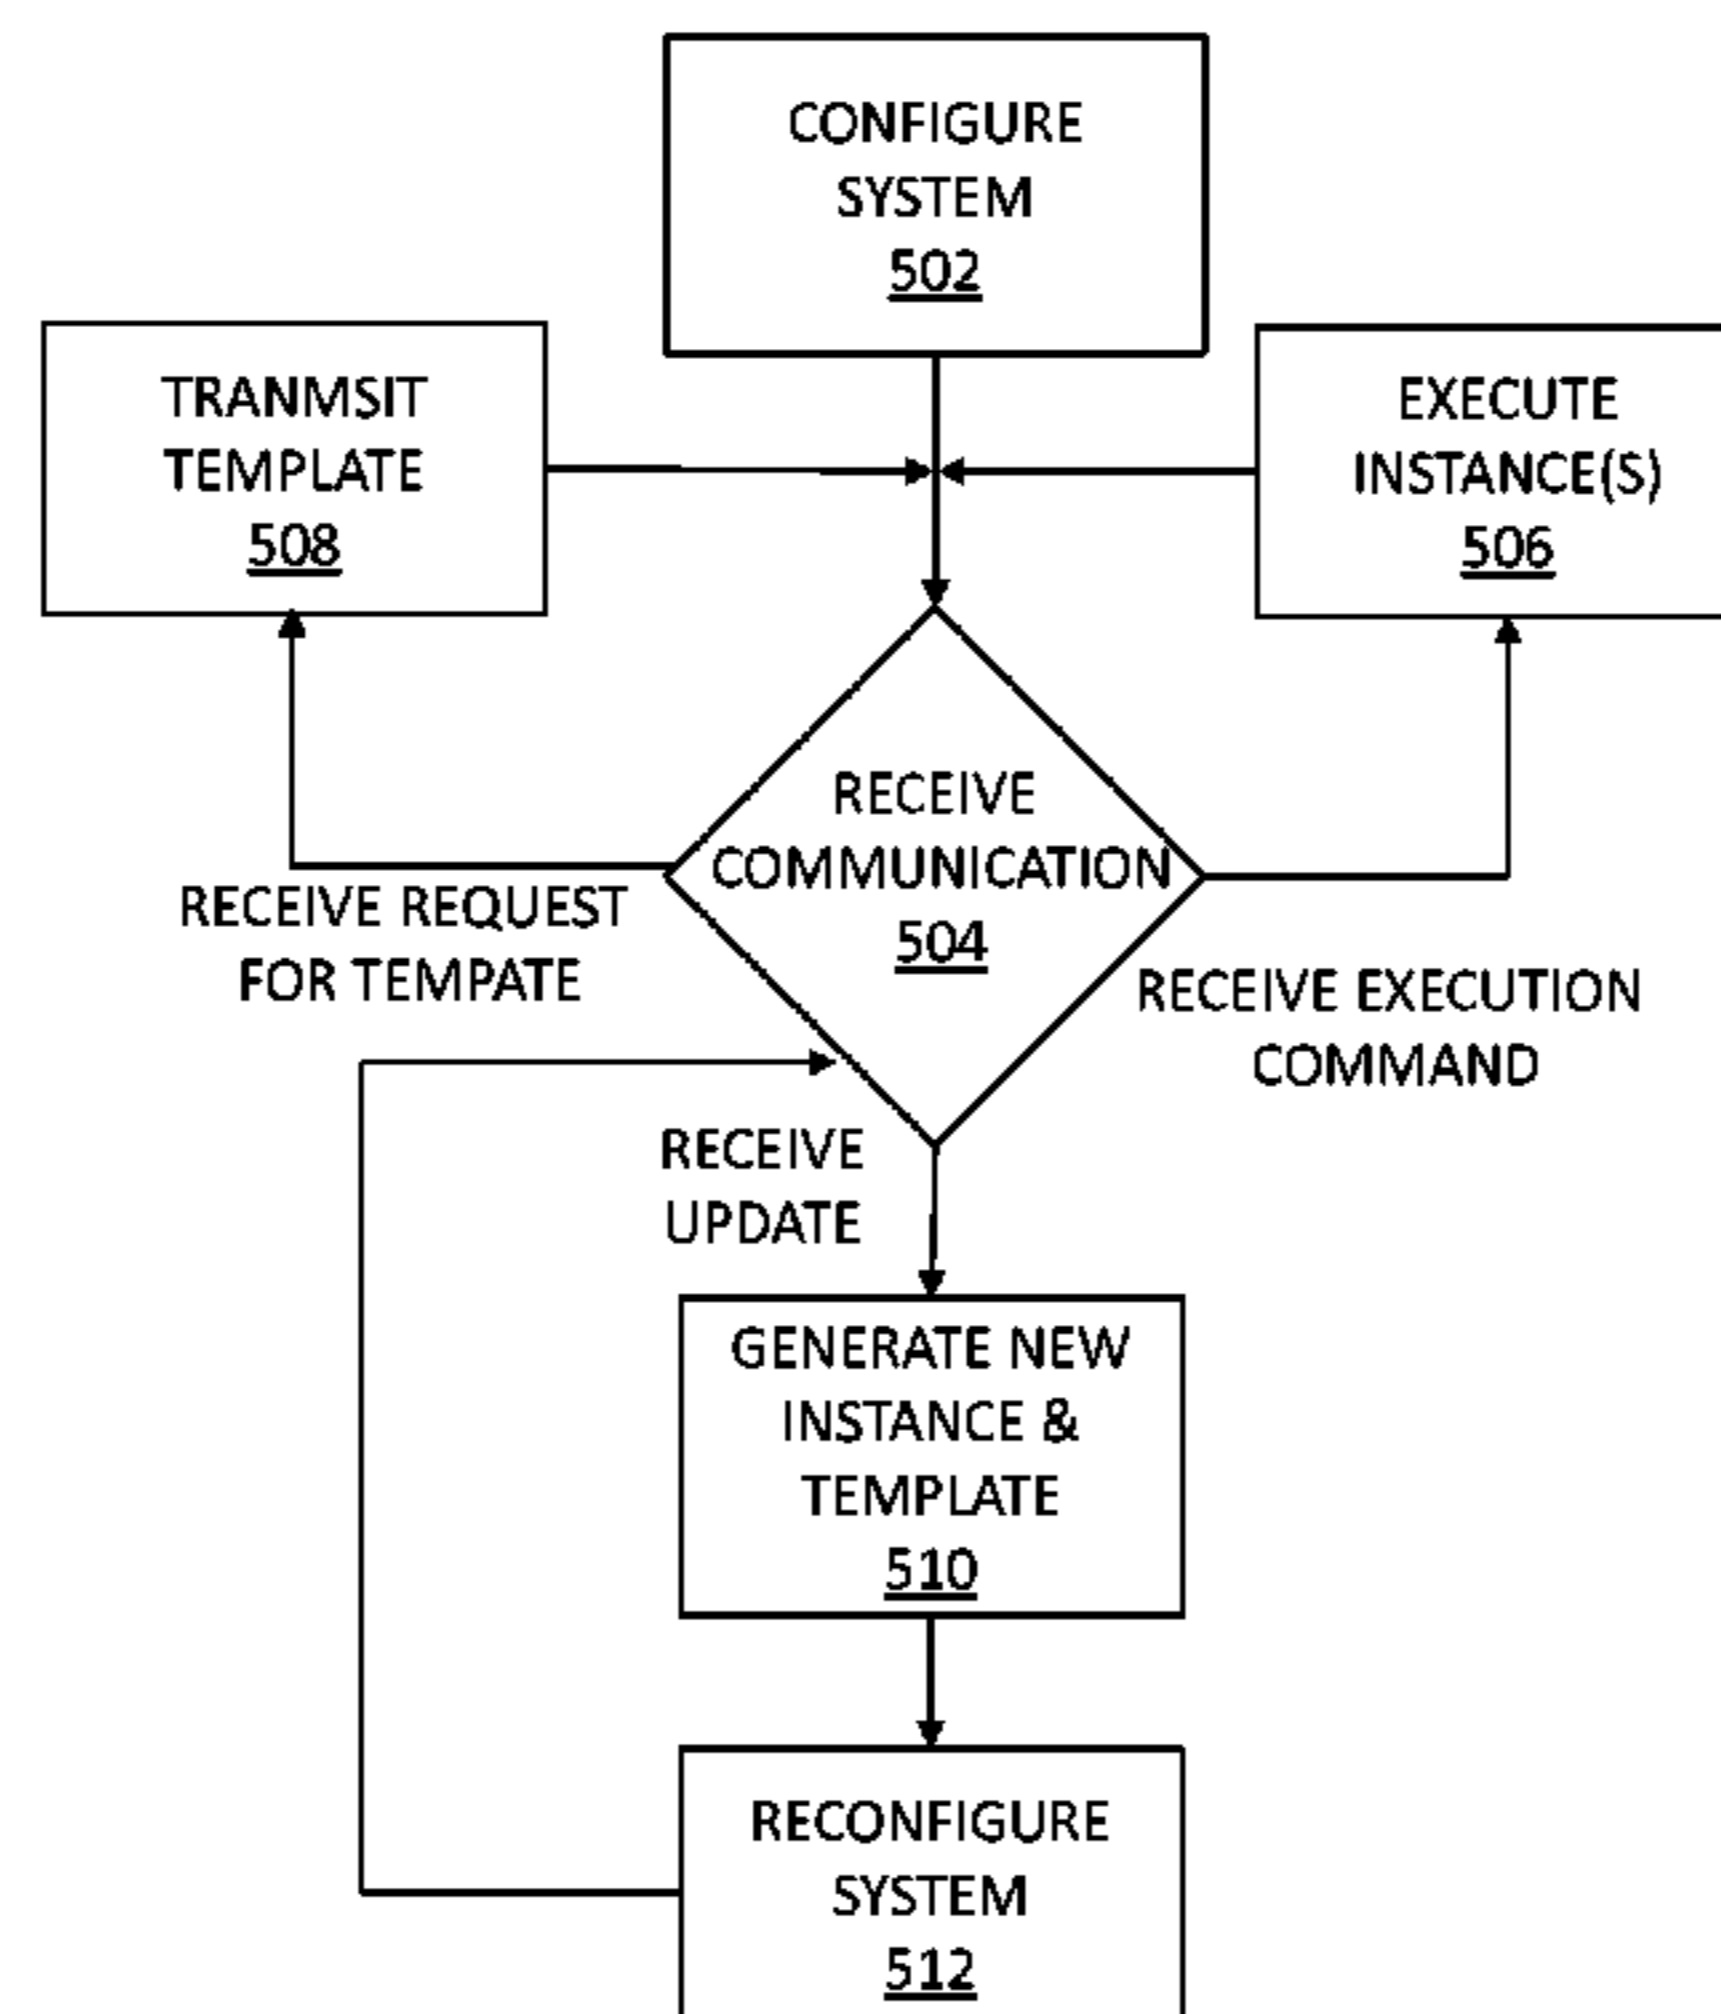 CONFIGURE
SYSTEM
502
TRANMSIT
TEMPLATE
508
EXECUTE
INSTANCE(S)
506
RECEIVE
COMMUNICATION
504
RECEIVE REQUEST
FOR TEMPATE
RECEIVE EXECUTION
COMMAND
RECEIVE
UPDATE
GENERATE NEW
INSTANCE &
TEMPLATE
510
RECONFIGURE
SYSTEM
512